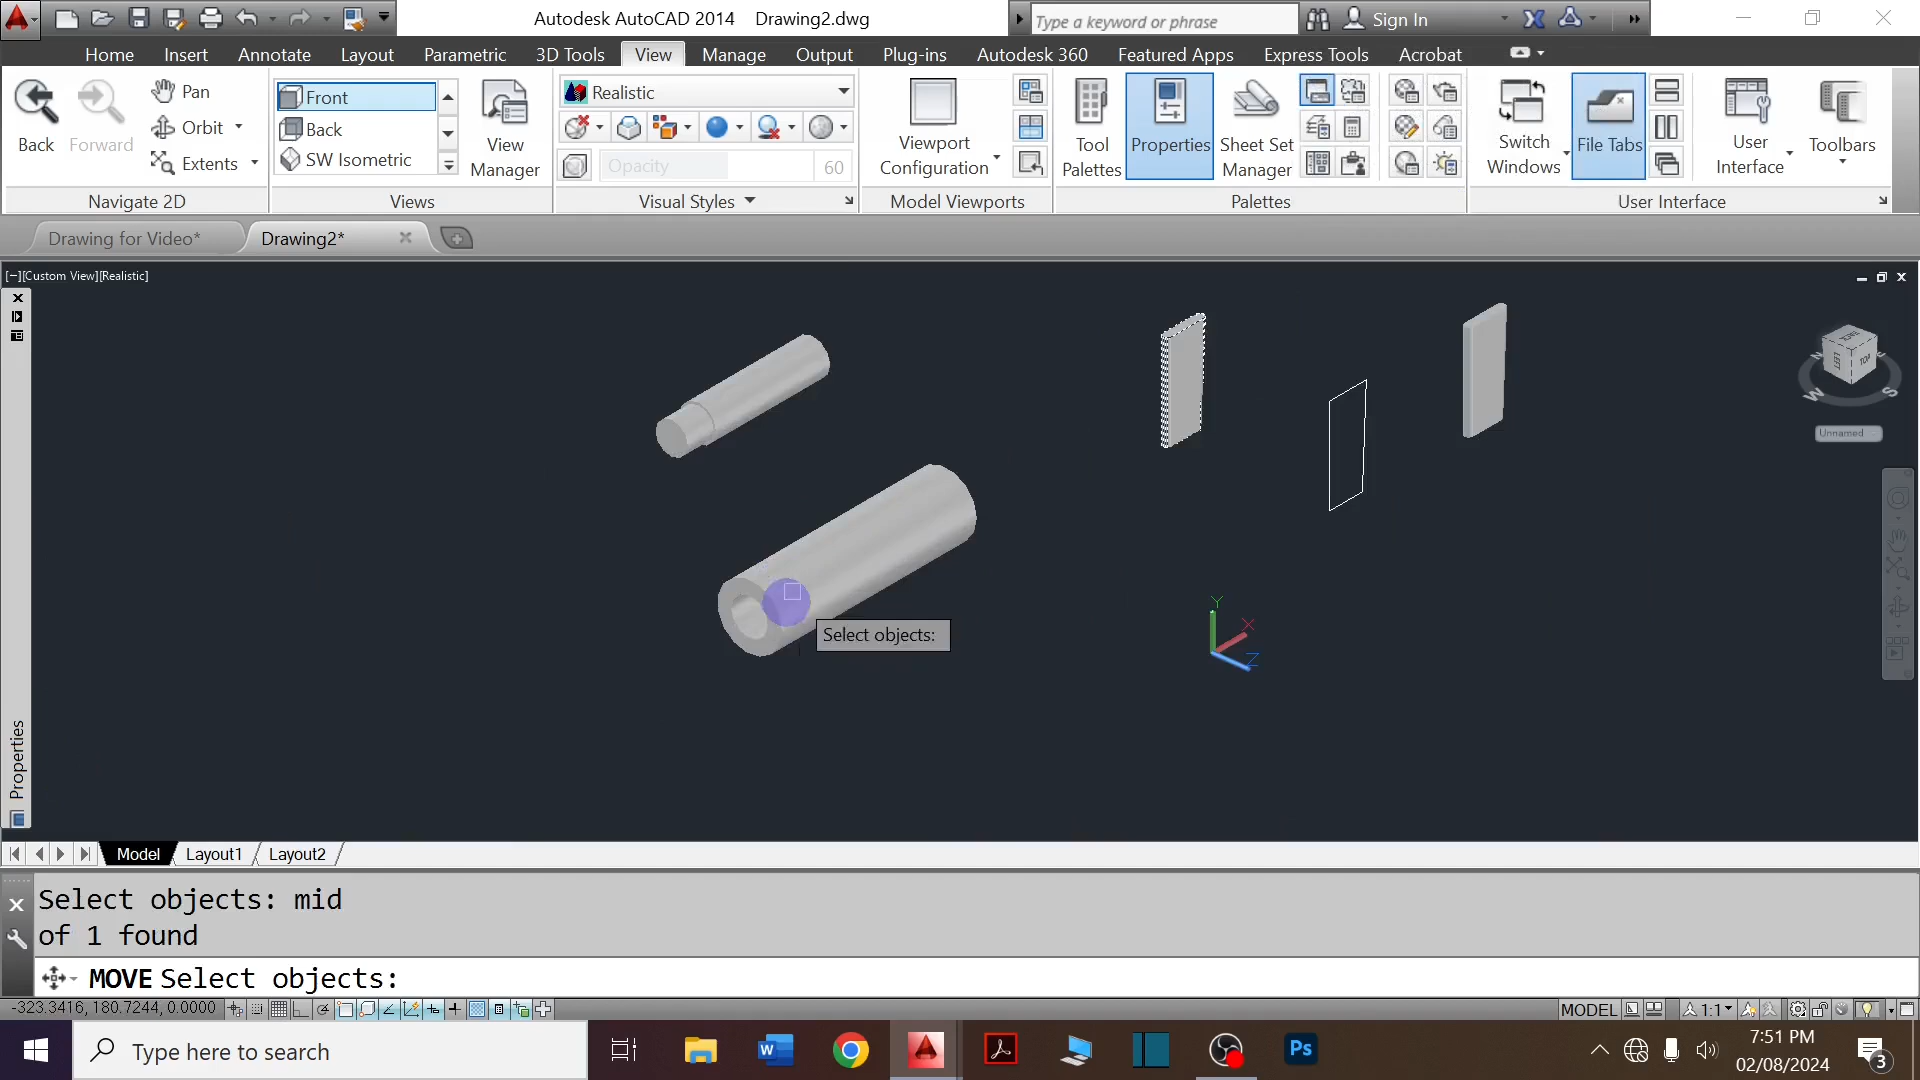 Autodesk AutoCAD 2014 Drawing2.dwg
Type a keyword or phrase
Sign In
Home Insert Annotate Layout Parametric 3D Tools View Manage Output Plug-ins Autodesk 360 Featured Apps Express Tools Acrobat
Back
Forward
Pan
Orbit
Extents
Navigate 2D
Front
Back
SW Isometric
View Manager
Views
Realistic
Opacity 60
Visual Styles
Viewport Configuration
Model Viewports
Tool Palettes
Properties
Sheet Set Manager
Palettes
Switch Windows
File Tabs
User Interface
Toolbars
User Interface
Drawing for Video*
Drawing2*
[−][Custom View][Realistic]
TOP
W
S
Unnamed
Select objects:
Y
X
Z
Properties
Model Layout1 Layout2
Select objects: mid
of 1 found
MOVE Select objects:
-323.3416, 180.7244, 0.0000
MODEL
1:1
Type here to search
W
Ps
7:51 PM
02/08/2024
3